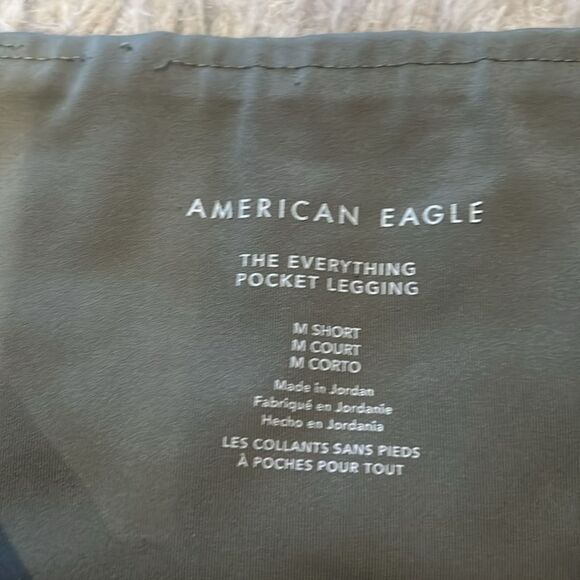 AMERICAN EAGLE
THE EVERYTHING
POCKET LEGGING
M SHORT
M COURT
M CORTO
Made in Jordan
Fabriqué en Jordanie
Hecho en Jordania
LES COLLANTS SANS PIEDS
À POCHES POUR TOUT